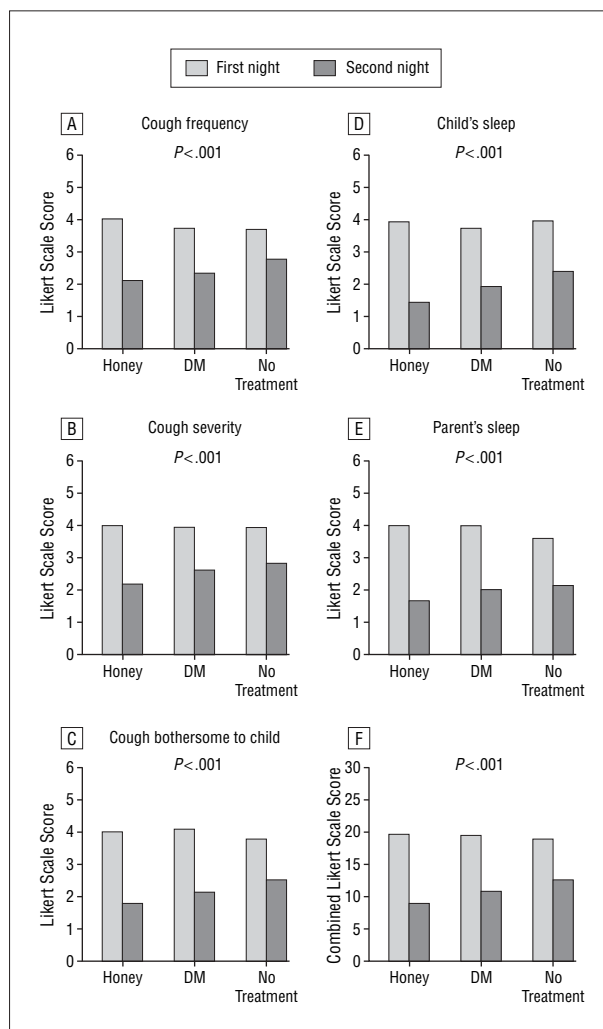 First night Second night
A Cough frequency
P<.001
Likert Scale Score
6
5
4
3
2
1
0
Honey DM No
Treatment
B Cough severity
P<.001
Likert Scale Score
6
5
4
3
2
1
0
Honey DM No
Treatment
C Cough bothersome to child
P<.001
Likert Scale Score
6
5
4
3
2
1
0
Honey DM No
Treatment
D Child's sleep
P<.001
Likert Scale Score
6
5
4
3
2
1
0
Honey DM No
Treatment
E Parent's sleep
P<.001
Likert Scale Score
6
5
4
3
2
1
0
Honey DM No
Treatment
F
P<.001
Combined Likert Scale Score
30
25
20
15
10
5
0
Honey DM No
Treatment